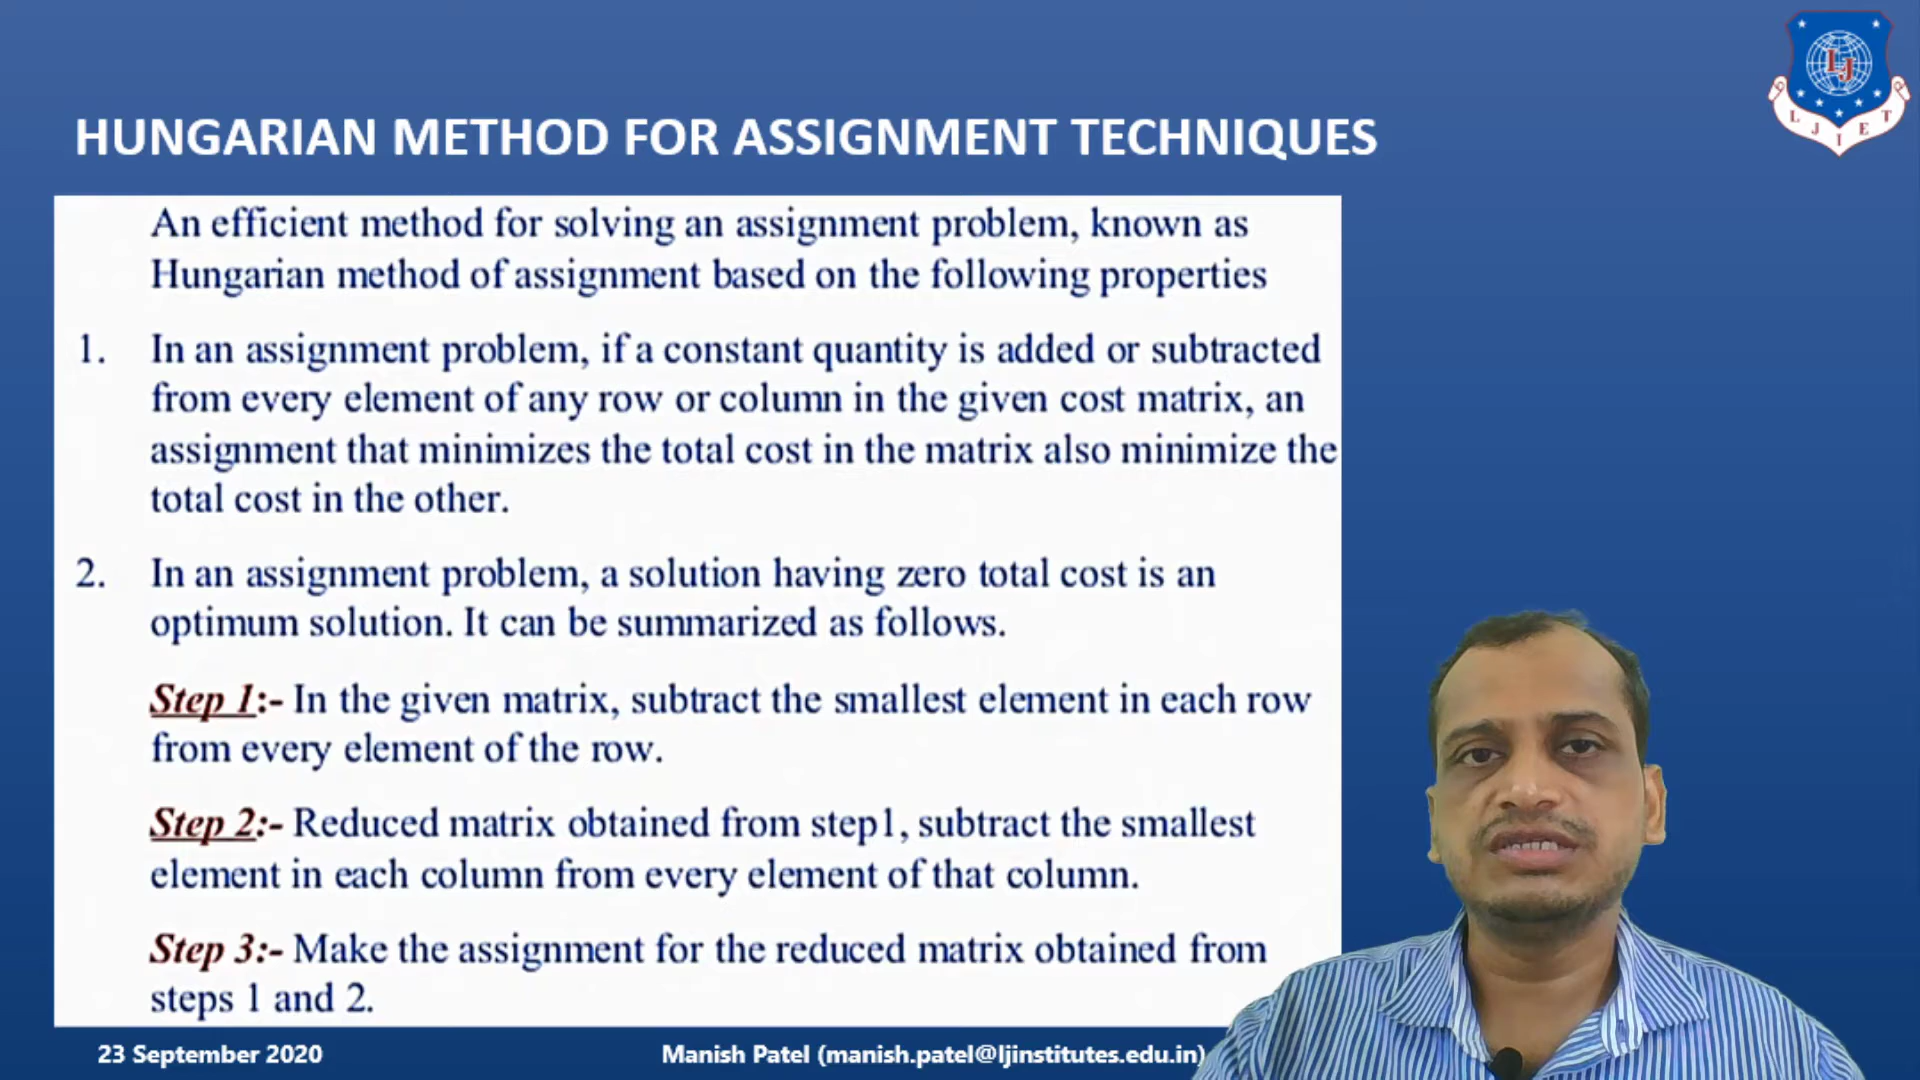 HUNGARIAN METHOD FOR ASSIGNMENT TECHNIQUES
An efficient method for solving an assignment problem, known as
Hungarian method of assignment based on the following properties
1. In an assignment problem, if a constant quantity is added or subtracted
from every element of any row or column in the given cost matrix, an
assignment that minimizes the total cost in the matrix also minimize the
total cost in the other.
2. In an assignment problem, a solution having zero total cost is an
optimum solution. It can be summarized as follows.
Step 1:- In the given matrix, subtract the smallest element in each row
from every element of the row.
Step 2:- Reduced matrix obtained from step1, subtract the smallest
element in each column from every element of that column.
Step 3:- Make the assignment for the reduced matrix obtained from
steps 1 and 2.
23 September 2020
Manish Patel (manish.patel@ljinstitutes.edu.in)
LJ
L J I E T